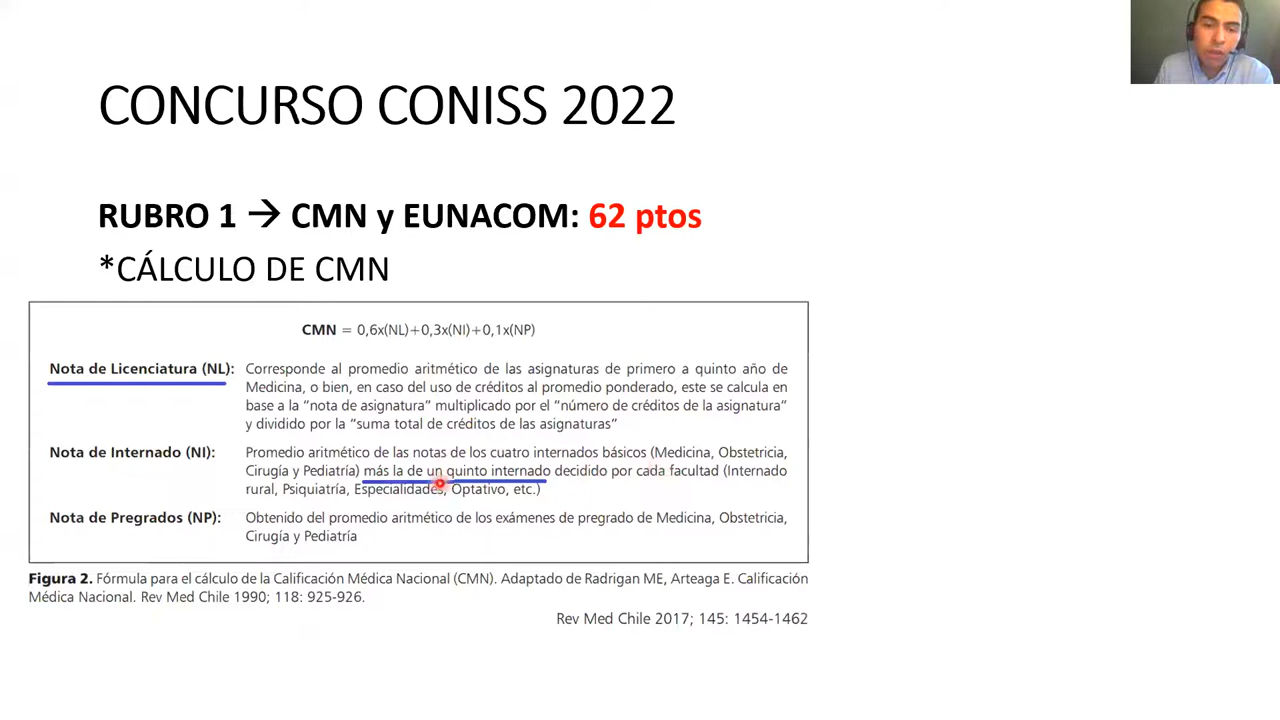 CONCURSO CONISS 2022
RUBRO 1 → CMN y EUNACOM: 62 ptos
*CÁLCULO DE CMN
CMN = 0,6x(NL)+0,3x(NI)+0,1x(NP)
Nota de Licenciatura (NL): Corresponde al promedio aritmético de las asignaturas de primero a quinto año de
Medicina, o bien, en caso del uso de créditos al promedio ponderado, este se calcula en
base a la “nota de asignatura” multiplicado por el “número de créditos de la asignatura”
y dividido por la “suma total de créditos de las asignaturas”
Nota de Internado (NI): Promedio aritmético de las notas de los cuatro internados básicos (Medicina, Obstetricia,
Cirugía y Pediatría) más la de un quinto internado decidido por cada facultad (Internado
rural, Psiquiatría, Especialidades, Optativo, etc.)
Nota de Pregrados (NP): Obtenido del promedio aritmético de los exámenes de pregrado de Medicina, Obstetricia,
Cirugía y Pediatría
Figura 2. Fórmula para el cálculo de la Calificación Médica Nacional (CMN). Adaptado de Radrigan ME, Arteaga E. Calificación
Médica Nacional. Rev Med Chile 1990; 118: 925-926.
Rev Med Chile 2017; 145: 1454-1462